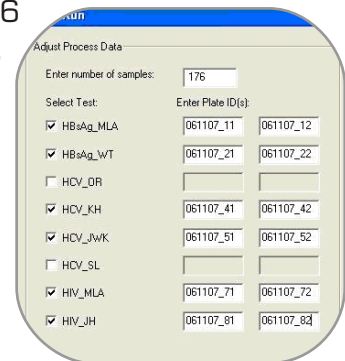 6
Run
Adjust Process Data
Enter number of samples: 176
Select Test: Enter Plate ID(s):
HBsAg_MLA 061107_11 061107_12
HBsAg_WT 061107_21 061107_22
HCV_OR
HCV_KH 061107_41 061107_42
HCV_JWK 061107_51 061107_52
HCV_SL
HIV_MLA 061107_71 061107_72
HIV_JH 061107_81 061107_82